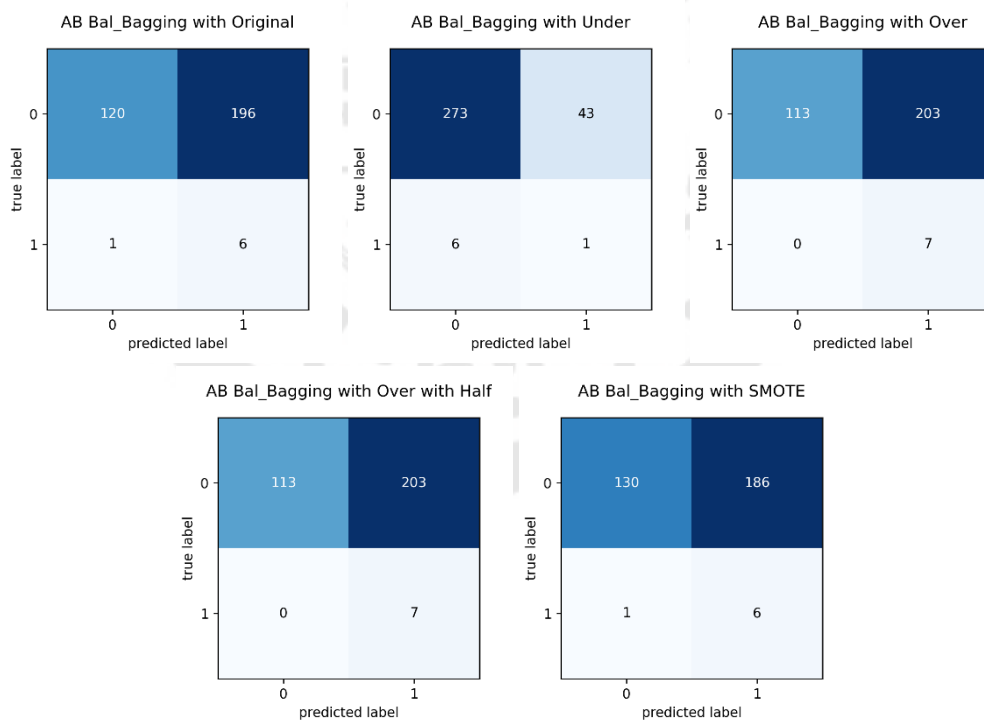 AB Bal_Bagging with Original
0
120
196
true label
1
1
6
0
1
predicted label
AB Bal_Bagging with Under
0
273
43
true label
1
6
1
0
1
predicted label
AB Bal_Bagging with Over
0
113
203
true label
1
0
7
0
1
predicted label
AB Bal_Bagging with Over with Half
0
113
203
true label
1
0
7
0
1
predicted label
AB Bal_Bagging with SMOTE
0
130
186
true label
1
1
6
0
1
predicted label